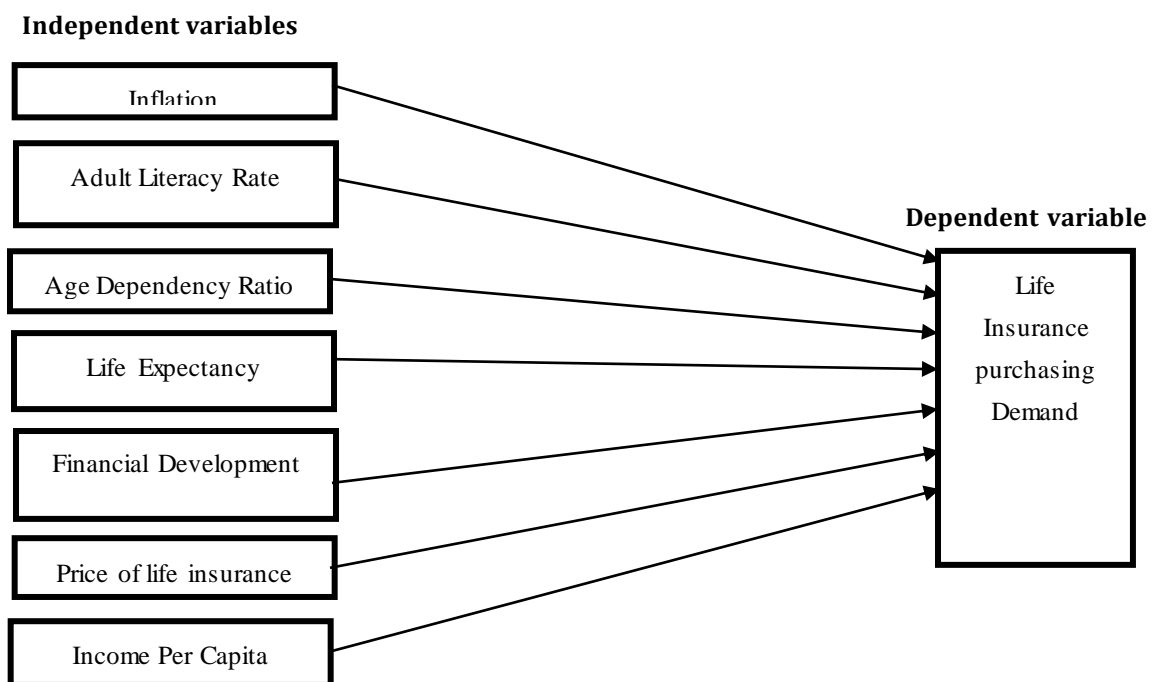 Independent variables
Inflation
Adult Literacy Rate
Age Dependency Ratio
Life Expectancy
Financial Development
Price of life insurance
Income Per Capita
Dependent variable
Life
Insurance
purchasing
Demand